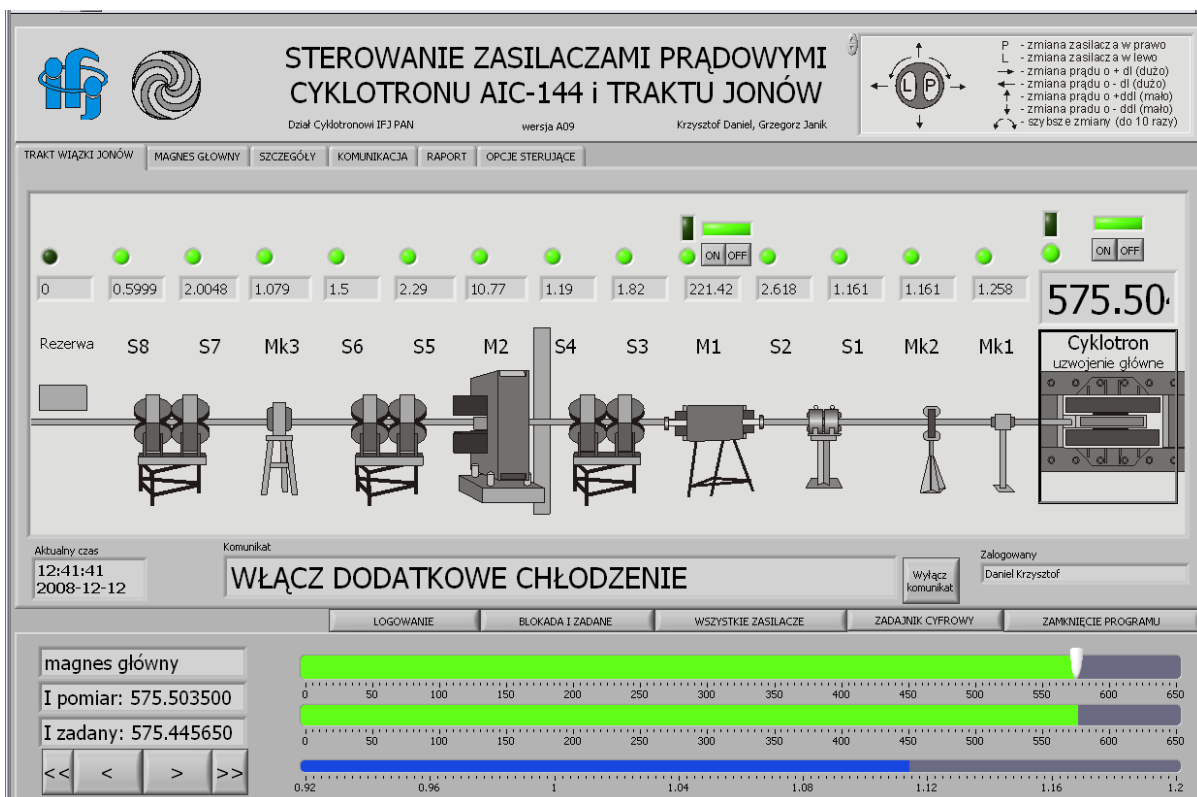 ifj
STEROWANIE ZASILACZAMI PRĄDOWYMI
CYKLOTRONU AIC-144 i TRAKTU JONÓW
Dział Cyklotronowi IFJ PAN wersja A09 Krzysztof Daniel, Grzegorz Janik
L P
P - zmiana zasilacza w prawo
L - zmiana zasilacza w lewo
→ - zmiana prądu o + dI (dużo)
← - zmiana prądu o - dI (dużo)
↑ - zmiana prądu o +ddI (mało)
↓ - zmiana pradu o - ddI (mało)
- szybsze zmiany (do 10 razy)
TRAKT WIĄZKI JONÓW MAGNES GŁOWNY SZCZEGÓŁY KOMUNIKACJA RAPORT OPCJE STERUJĄCE
ON OFF ON OFF
0 0.5999 2.0048 1.079 1.5 2.29 10.77 1.19 1.82 221.42 2.618 1.161 1.161 1.258 575.50
Rezerwa S8 S7 Mk3 S6 S5 M2 S4 S3 M1 S2 S1 Mk2 Mk1 Cyklotron
uzwojenie główne
Aktualny czas
12:41:41
2008-12-12
Komunikat
WŁĄCZ DODATKOWE CHŁODZENIE
Wyłącz
komunikat
Zalogowany
Daniel Krzysztof
LOGOWANIE BLOKADA I ZADANE WSZYSTKIE ZASILACZE ZADAJNIK CYFROWY ZAMKNIĘCIE PROGRAMU
magnes główny
I pomiar: 575.503500
I zadany: 575.445650
<< < > >>
0 50 100 150 200 250 300 350 400 450 500 550 600 650
0 50 100 150 200 250 300 350 400 450 500 550 600 650
0.92 0.96 1 1.04 1.08 1.12 1.16 1.2